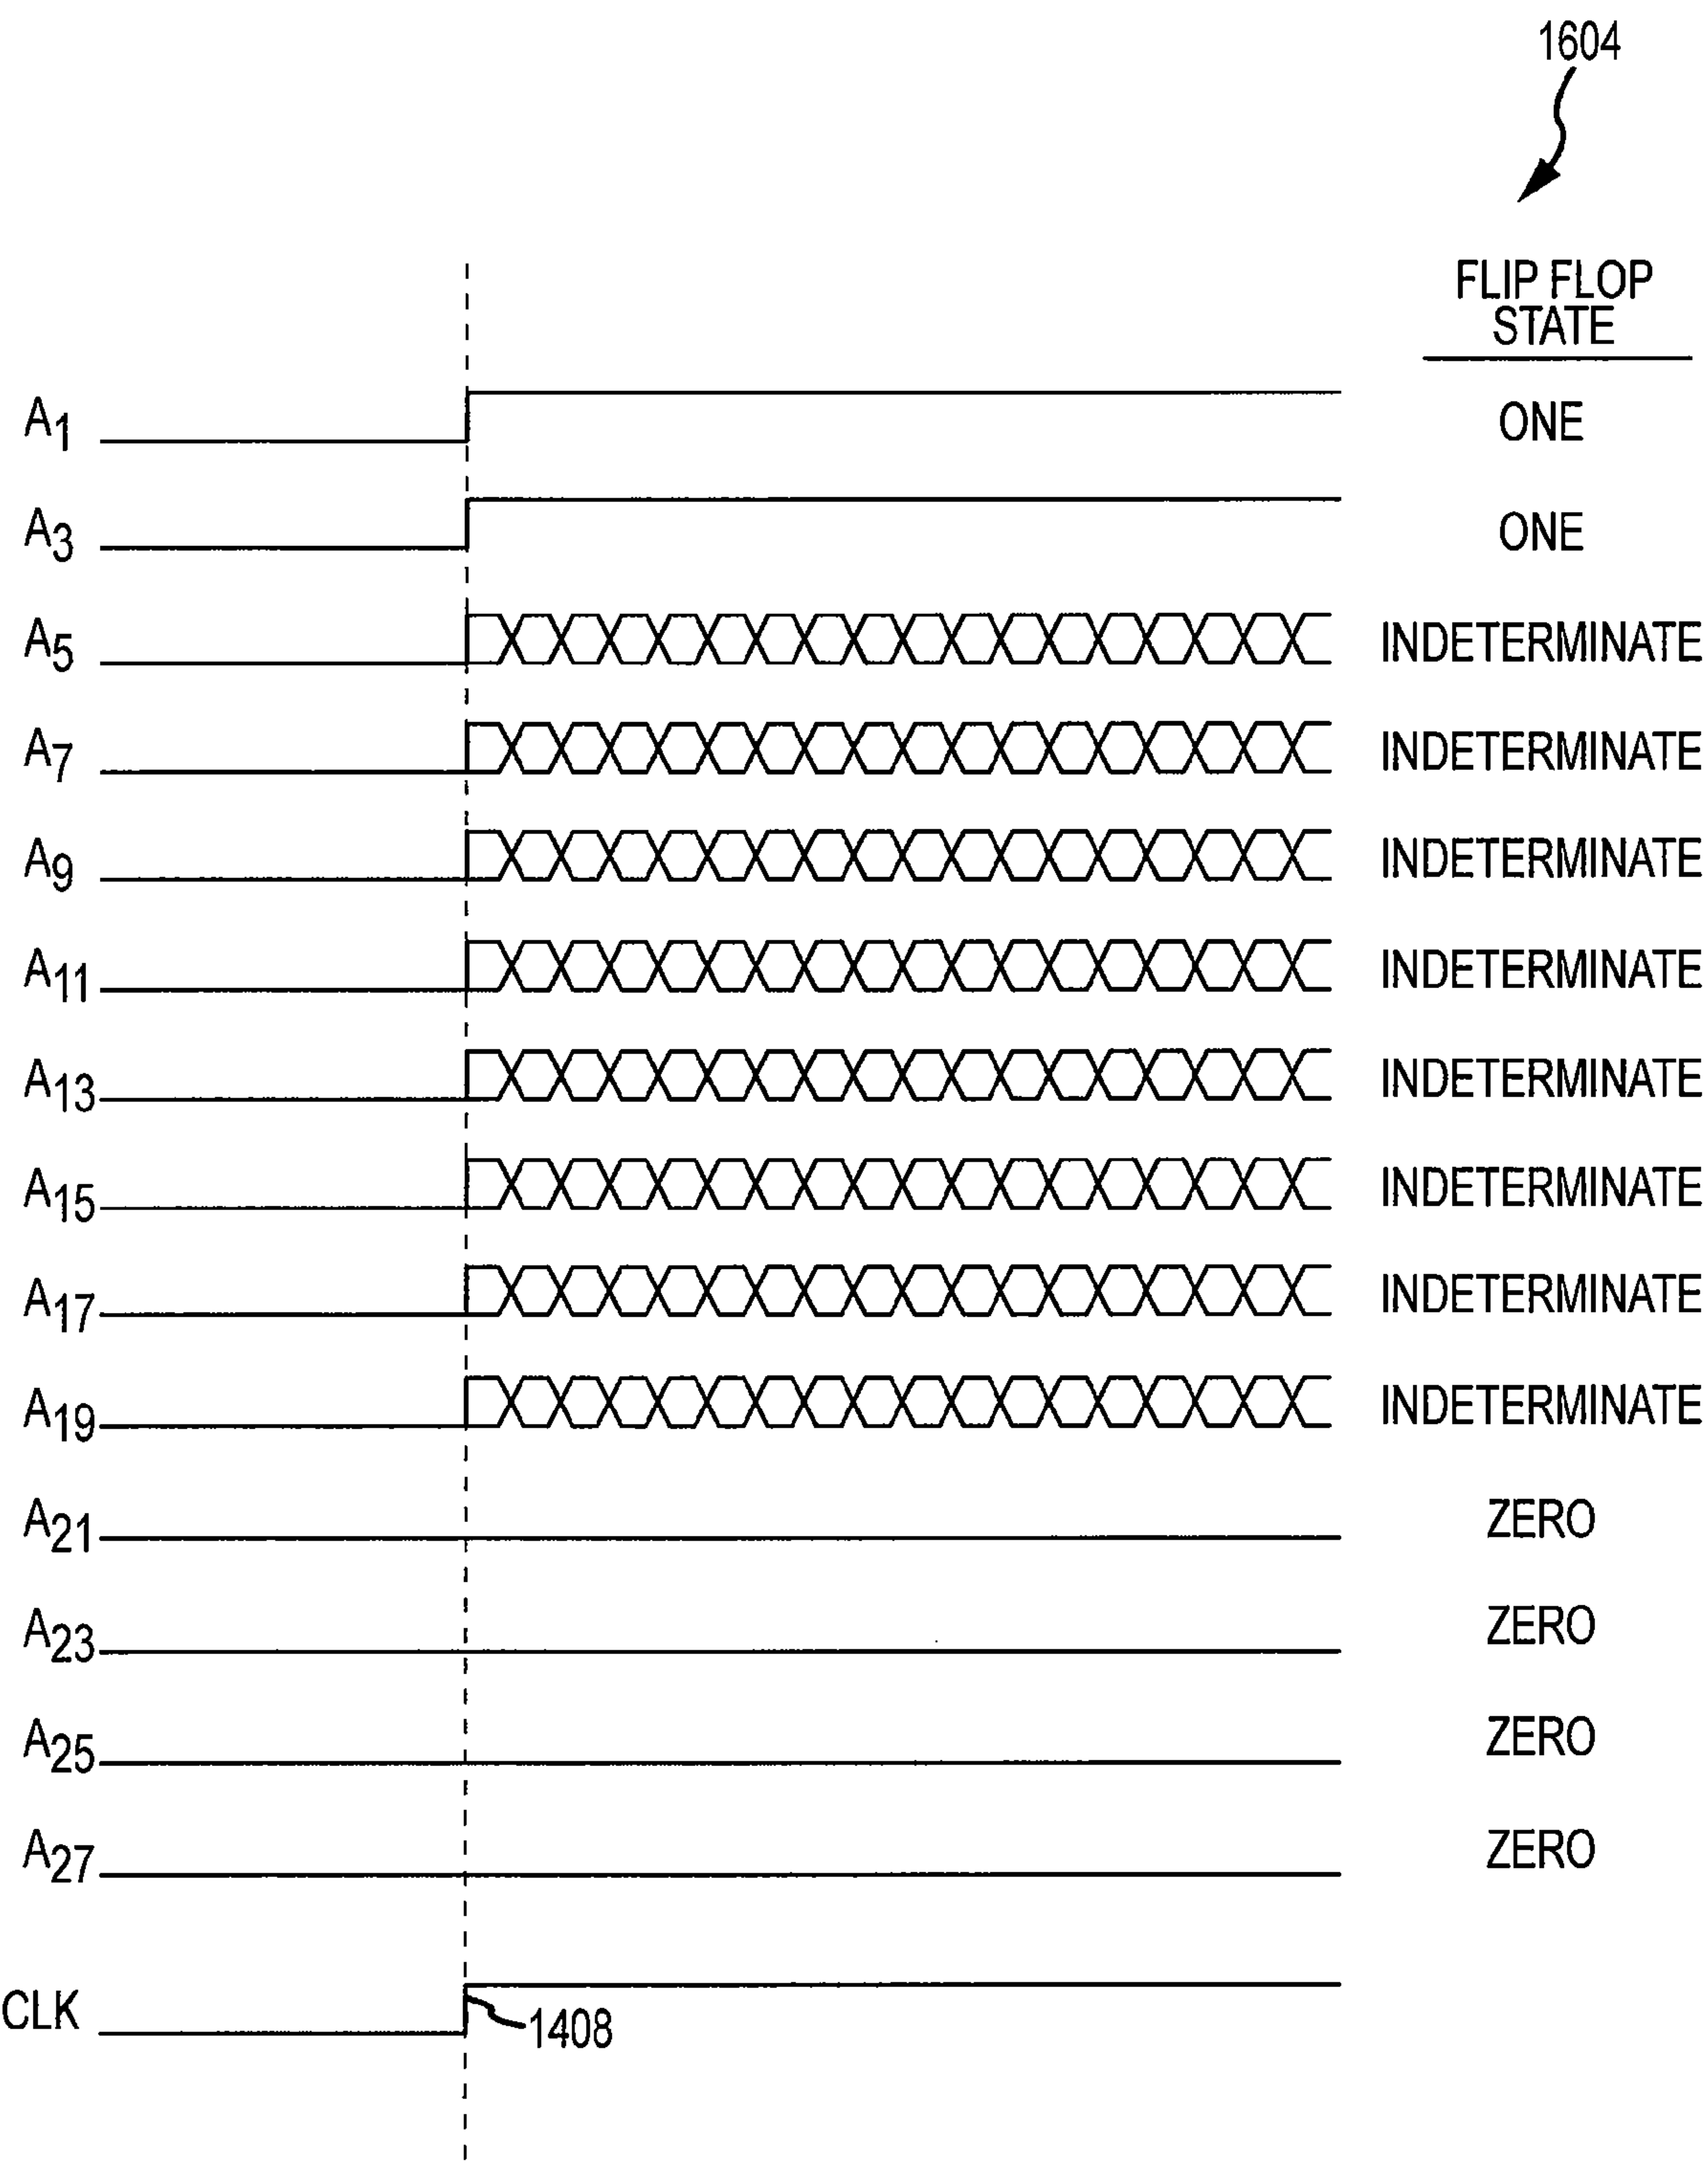 1604
FLIP FLOP
STATE
A1 ONE
A3 ONE
A5 INDETERMINATE
A7 INDETERMINATE
A9 INDETERMINATE
A11 INDETERMINATE
A13 INDETERMINATE
A15 INDETERMINATE
A17 INDETERMINATE
A19 INDETERMINATE
A21 ZERO
A23 ZERO
A25 ZERO
A27 ZERO
CLK 1408